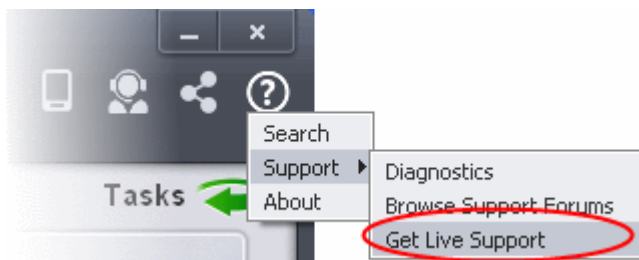 ?
Search
Support
About
Tasks
Diagnostics
Browse Support Forums
Get Live Support